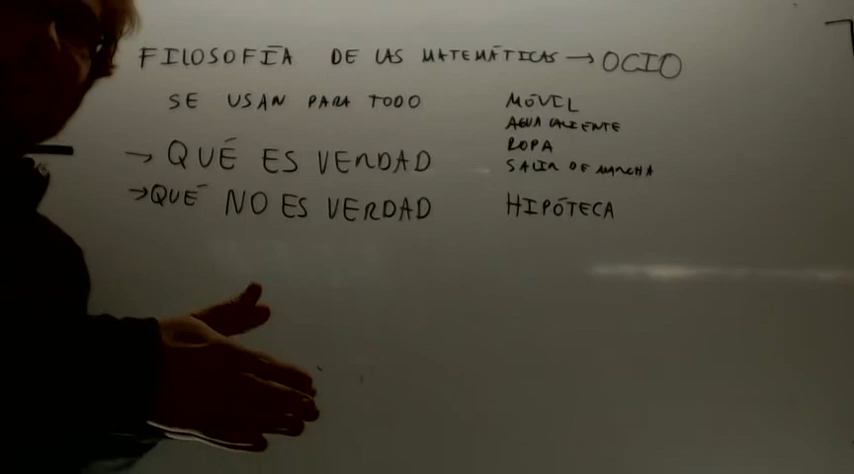 FILOSOFÍA DE LAS MATEMÁTICAS → OCIO
SE USAN PARA TODO
→ QUÉ ES VERDAD
→ QUÉ NO ES VERDAD
MÓVIL
AGUA CALIENTE
ROPA
SALIR DE MARCHA
HIPÓTECA